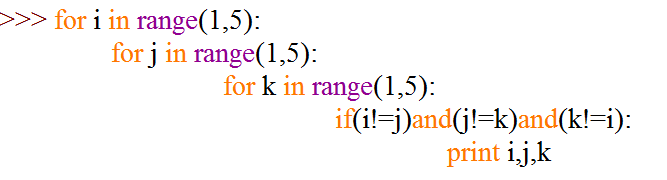 >>> for i in range(1,5):
for j in range(1,5):
for k in range(1,5):
if(i!=j)and(j!=k)and(k!=i):
print i,j,k